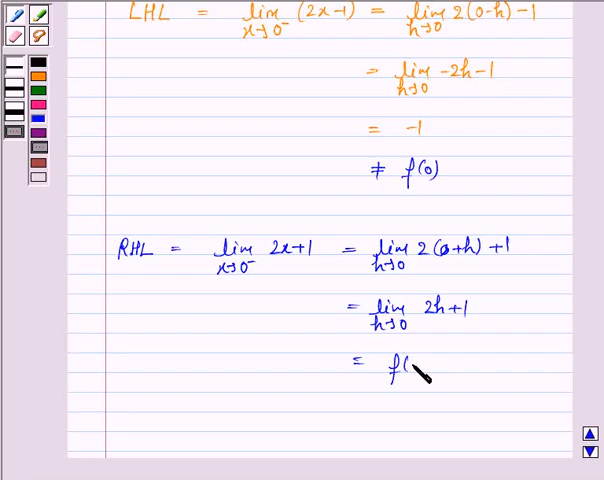 LHL = lim x→0⁻ (2x-1) = lim h→0 2(0-h) -1
= lim h→0 -2h-1
= -1
≠ f(0)
RHL = lim x→0⁻ 2x+1 = lim h→0 2(0+h) +1
= lim h→0 2h+1
= f(